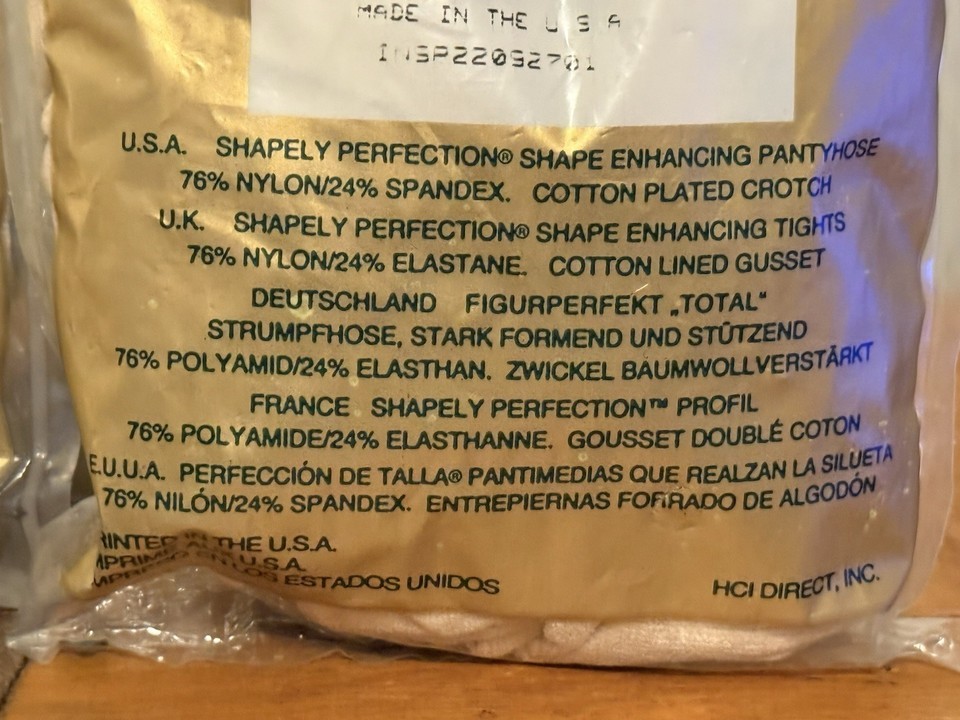 MADE IN THE U S A
INSP22092701
U.S.A. SHAPELY PERFECTION® SHAPE ENHANCING PANTYHOSE
76% NYLON/24% SPANDEX. COTTON PLATED CROTCH
U.K. SHAPELY PERFECTION® SHAPE ENHANCING TIGHTS
76% NYLON/24% ELASTANE. COTTON LINED GUSSET
DEUTSCHLAND FIGURPERFEKT „TOTAL“
STRUMPFHOSE, STARK FORMEND UND STÜTZEND
76% POLYAMID/24% ELASTHAN. ZWICKEL BAUMWOLLVERSTÄRKT
FRANCE SHAPELY PERFECTION™ PROFIL
76% POLYAMIDE/24% ELASTHANNE. GOUSSET DOUBLÉ COTON
E.U.U.A. PERFECCIÓN DE TALLA® PANTIMEDIAS QUE REALZAN LA SILUETA
76% NILÓN/24% SPANDEX. ENTREPIERNAS FORRADO DE ALGODÓN
RINTED IN THE U.S.A.
U.S.A.
LOS ESTADOS UNIDOS
HCI DIRECT, INC.